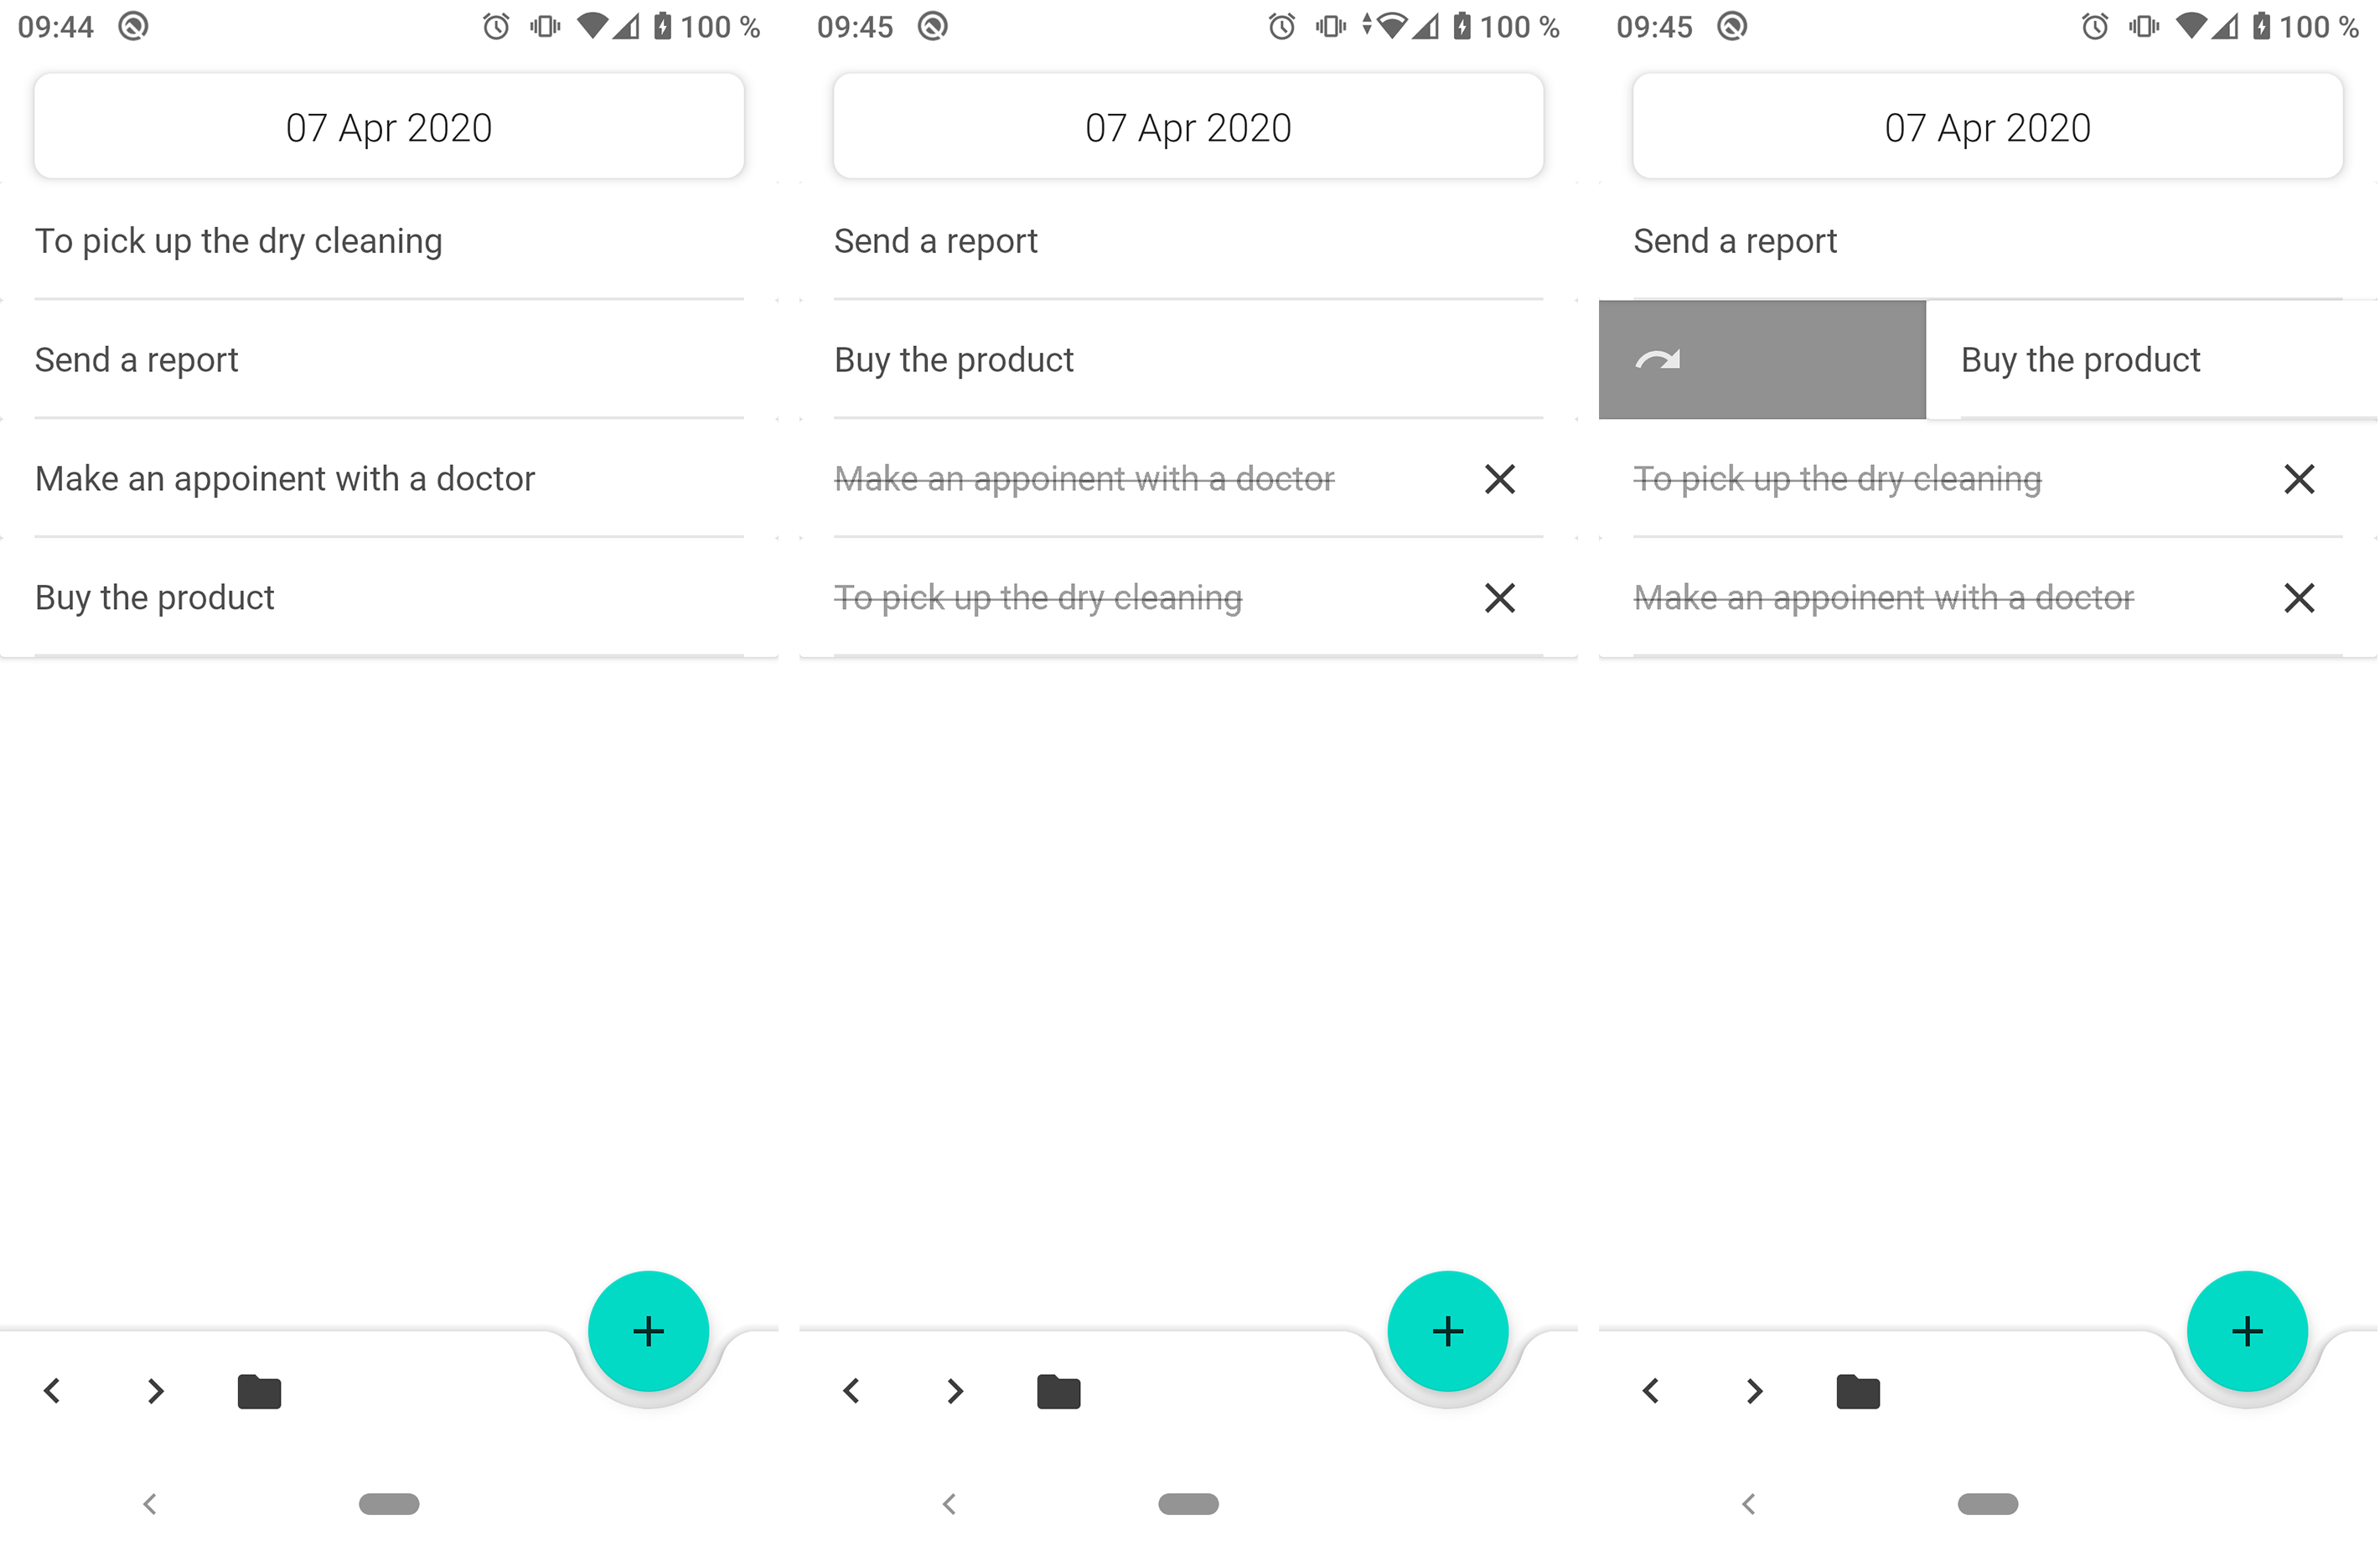 09:44 100 %
07 Apr 2020
To pick up the dry cleaning
Send a report
Make an appoinent with a doctor
Buy the product
09:45 100 %
07 Apr 2020
Send a report
Buy the product
Make an appoinent with a doctor
To pick up the dry cleaning
09:45 100 %
07 Apr 2020
Send a report
Buy the product
To pick up the dry cleaning
Make an appoinent with a doctor